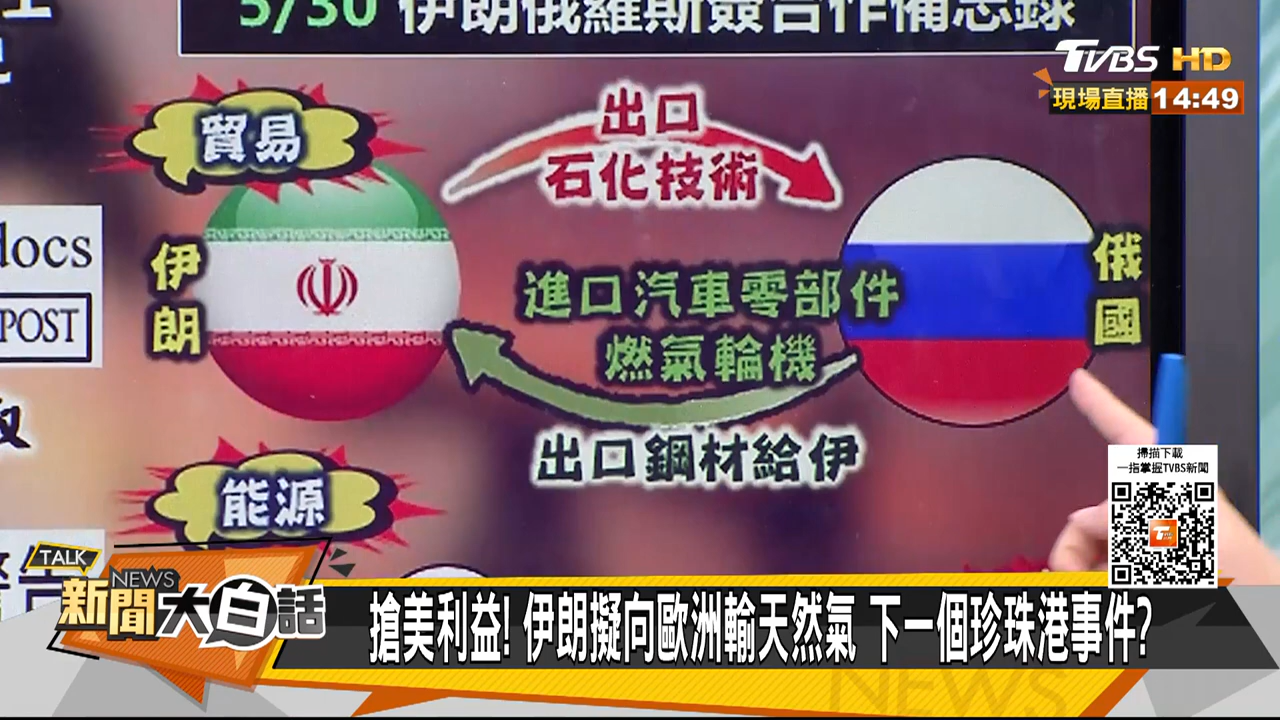 5/30 伊朗俄羅斯簽合作備忘錄
TVBS HD
現場直播 14:49
貿易
出口
石化技術
伊朗
俄國
docs
POST
進口汽車零部件
燃氣輪機
出口鋼材給伊
能源
掃描下載
一指掌握TVBS新聞
警告
TALK
NEWS
新聞大白話
搶美利益! 伊朗擬向歐洲輸天然氣 下一個珍珠港事件?
NEWS